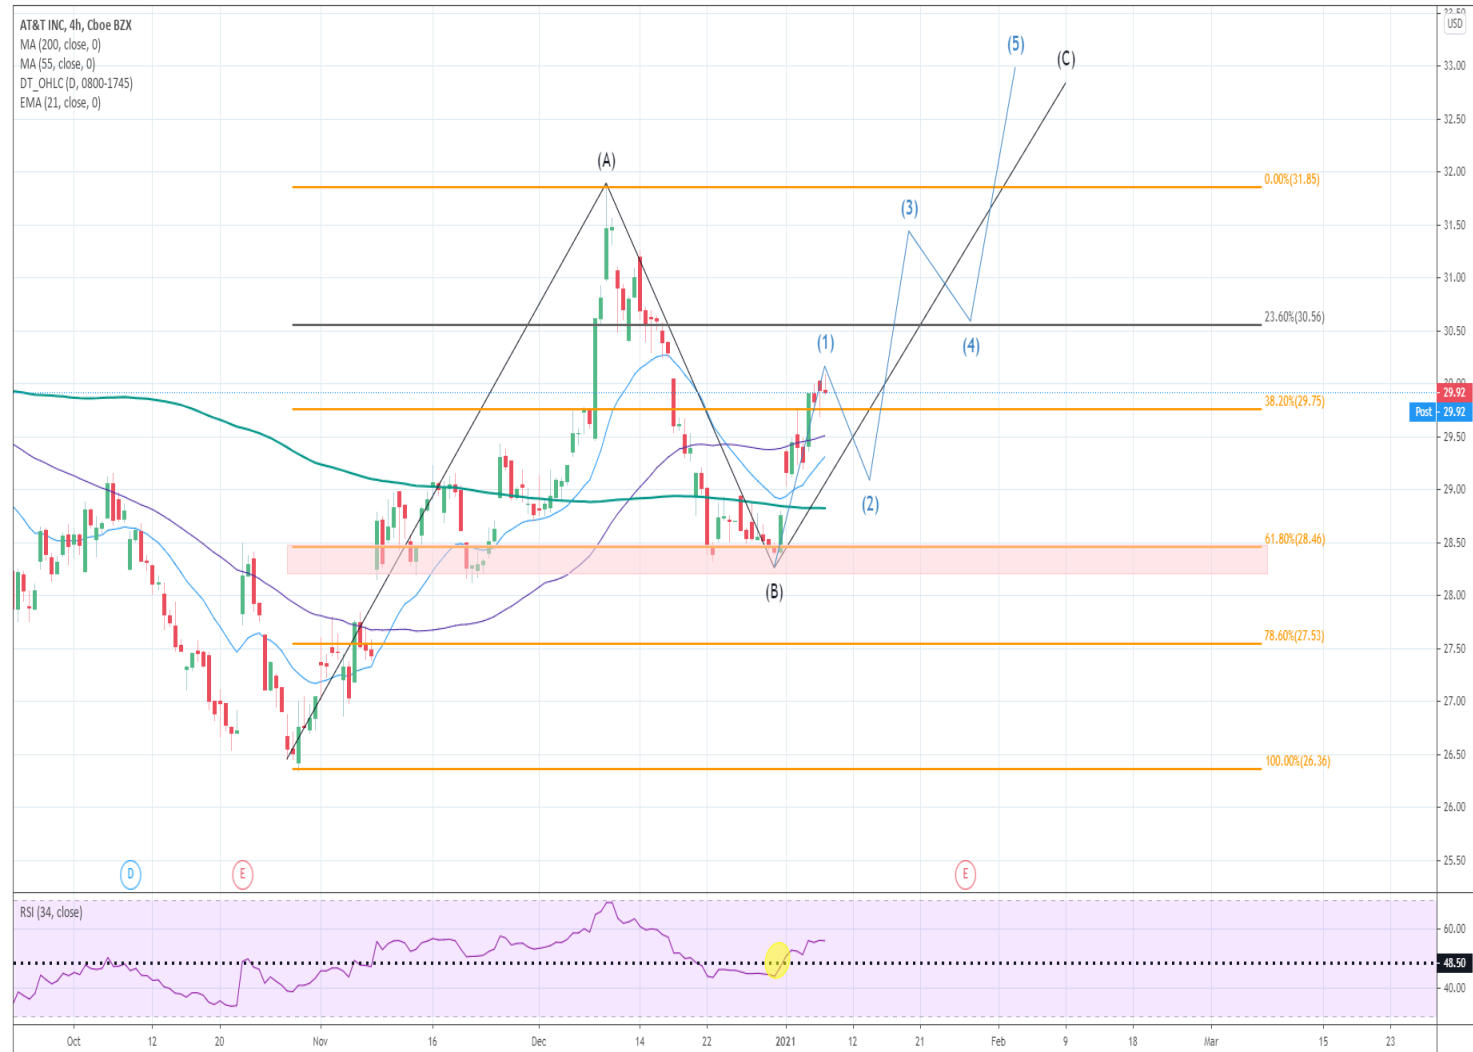 AT&T INC, 4h, Cboe BZX
MA (200, close, 0)
MA (55, close, 0)
DT_OHLC (D, 0800-1745)
EMA (21, close, 0)
USD
33.00
32.50
32.00
31.50
31.00
30.50
30.00
29.92
Post 29.92
29.50
29.00
28.50
28.00
27.50
27.00
26.50
26.00
25.50
(A)
(B)
(C)
(1)
(2)
(3)
(4)
(5)
0.00%(31.85)
23.60%(30.56)
38.20%(29.75)
61.80%(28.46)
78.60%(27.53)
100.00%(26.36)
D
E
E
RSI (34, close)
60.00
48.50
40.00
Oct 12 20 Nov 16 Dec 14 22 2021 12 21 Feb 9 18 Mar 15 23